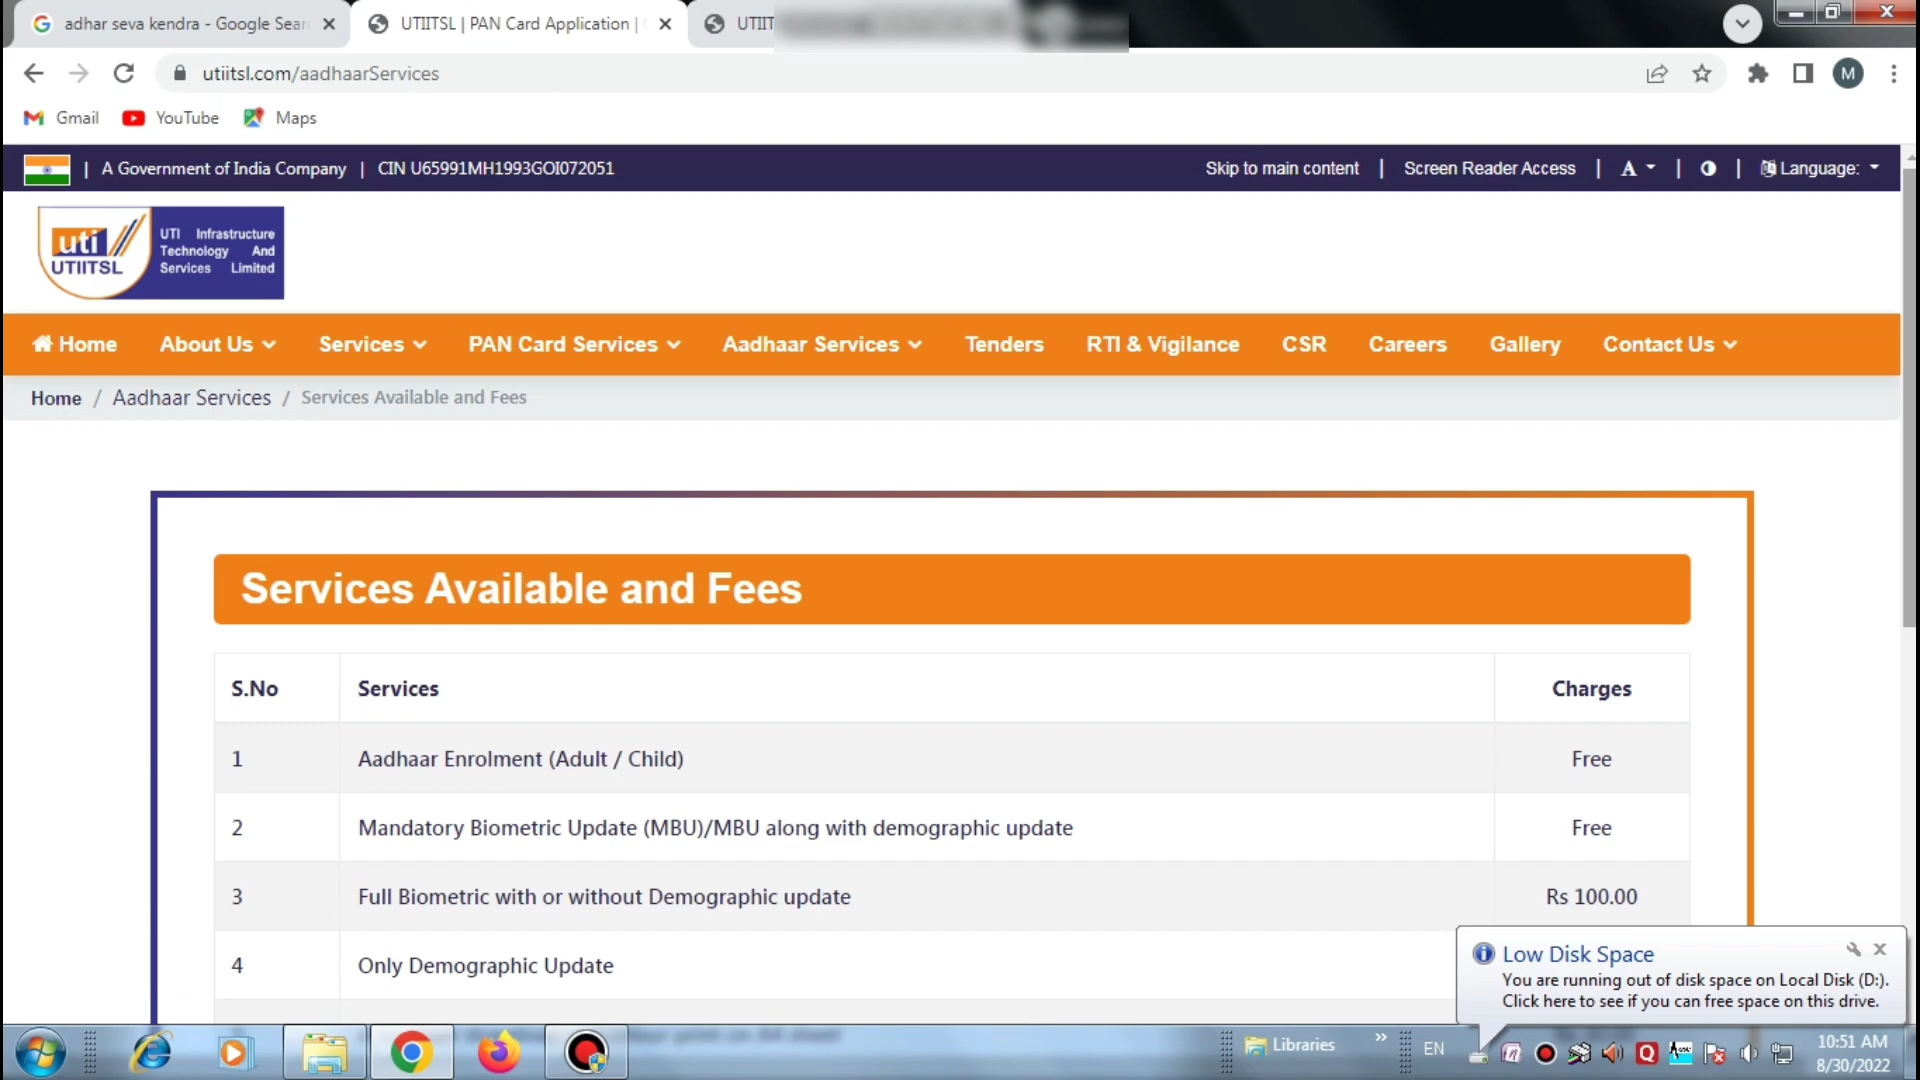 adhar seva kendra - Google Sear
UTIITSL | PAN Card Application |
UTIIT
utiitsl.com/aadhaarServices
M
Gmail
YouTube
Maps
| A Government of India Company | CIN U65991MH1993GOI072051
Skip to main content | Screen Reader Access | A | | Language:
uti
UTIITSL
UTI Infrastructure
Technology And
Services Limited
Home About Us Services PAN Card Services Aadhaar Services Tenders RTI & Vigilance CSR Careers Gallery Contact Us
Home / Aadhaar Services / Services Available and Fees
Services Available and Fees
S.No Services Charges
1 Aadhaar Enrolment (Adult / Child) Free
2 Mandatory Biometric Update (MBU)/MBU along with demographic update Free
3 Full Biometric with or without Demographic update Rs 100.00
4 Only Demographic Update
Low Disk Space
You are running out of disk space on Local Disk (D:).
Click here to see if you can free space on this drive.
Libraries
»
EN
10:51 AM
8/30/2022